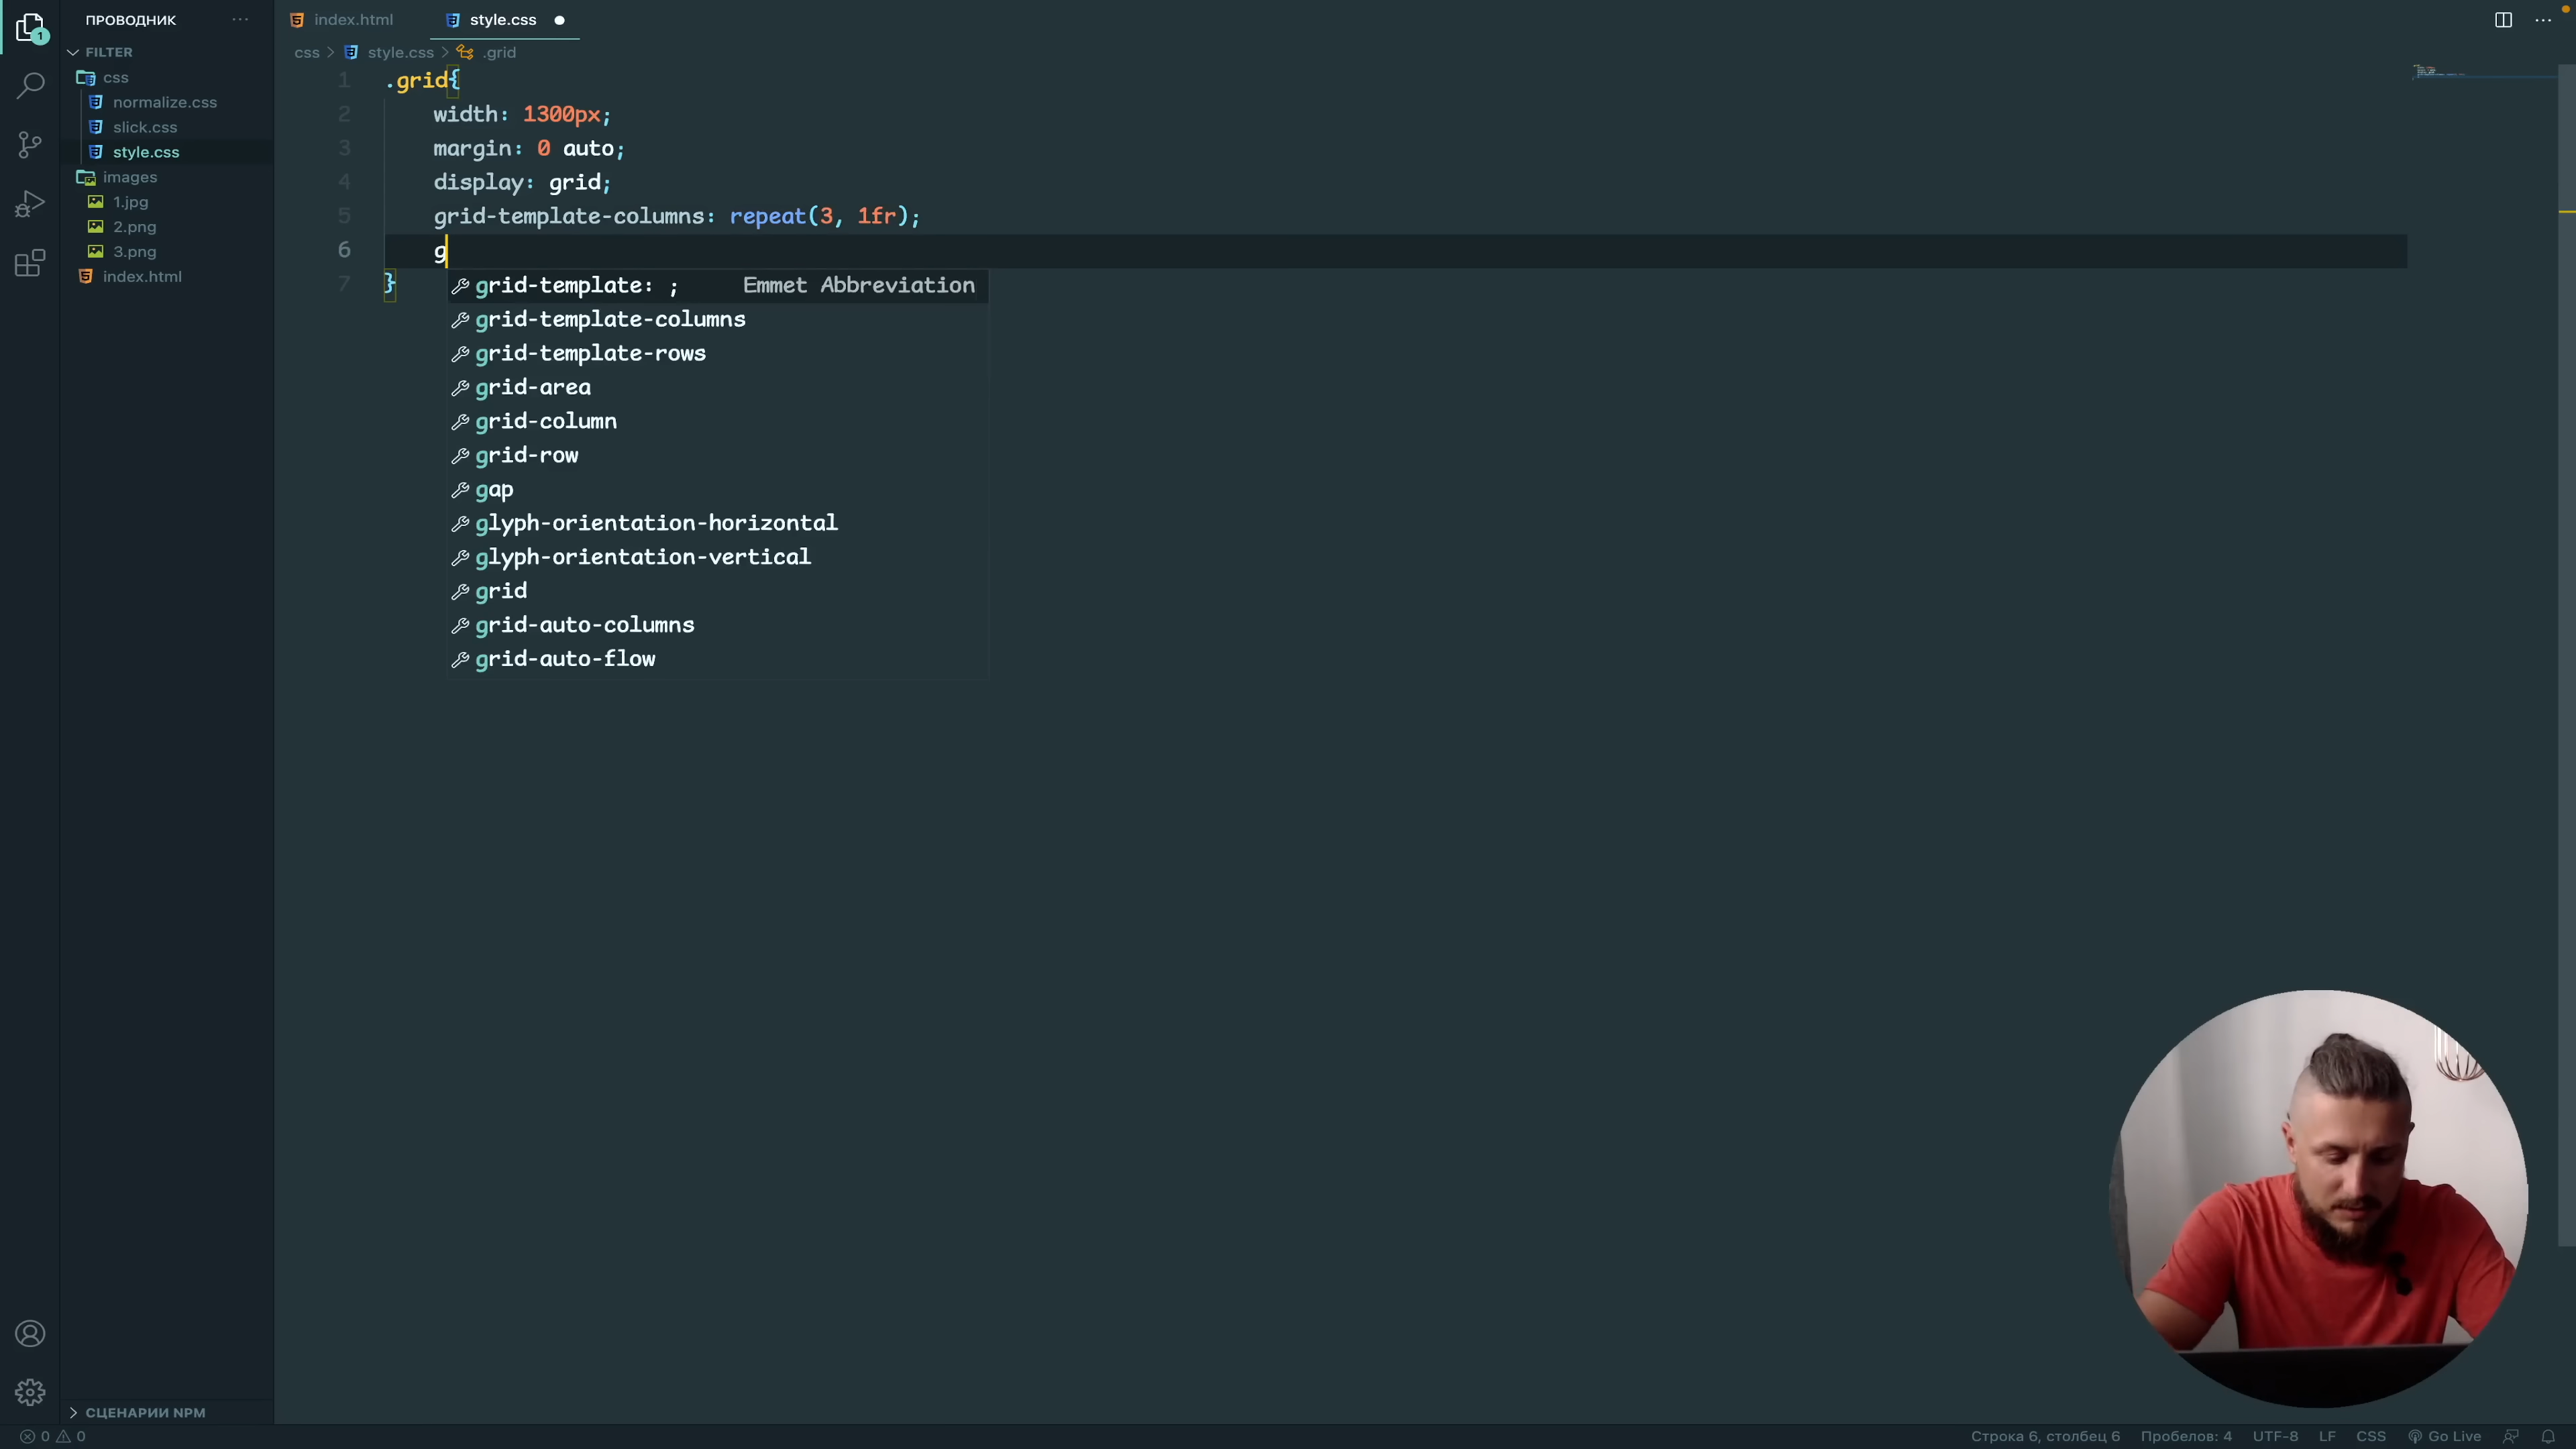 ПРОВОДНИК
FILTER
css
normalize.css
slick.css
style.css
images
1.jpg
2.png
3.png
index.html
СЦЕНАРИИ NPM
1
index.html
style.css
css > style.css > .grid
1 .grid{
2 width: 1300px;
3 margin: 0 auto;
4 display: grid;
5 grid-template-columns: repeat(3, 1fr);
6 g
7 }
grid-template: ; Emmet Abbreviation
grid-template-columns
grid-template-rows
grid-area
grid-column
grid-row
gap
glyph-orientation-horizontal
glyph-orientation-vertical
grid
grid-auto-columns
grid-auto-flow
0 0
Строка 6, столбец 6 Пробелов: 4 UTF-8 LF CSS Go Live